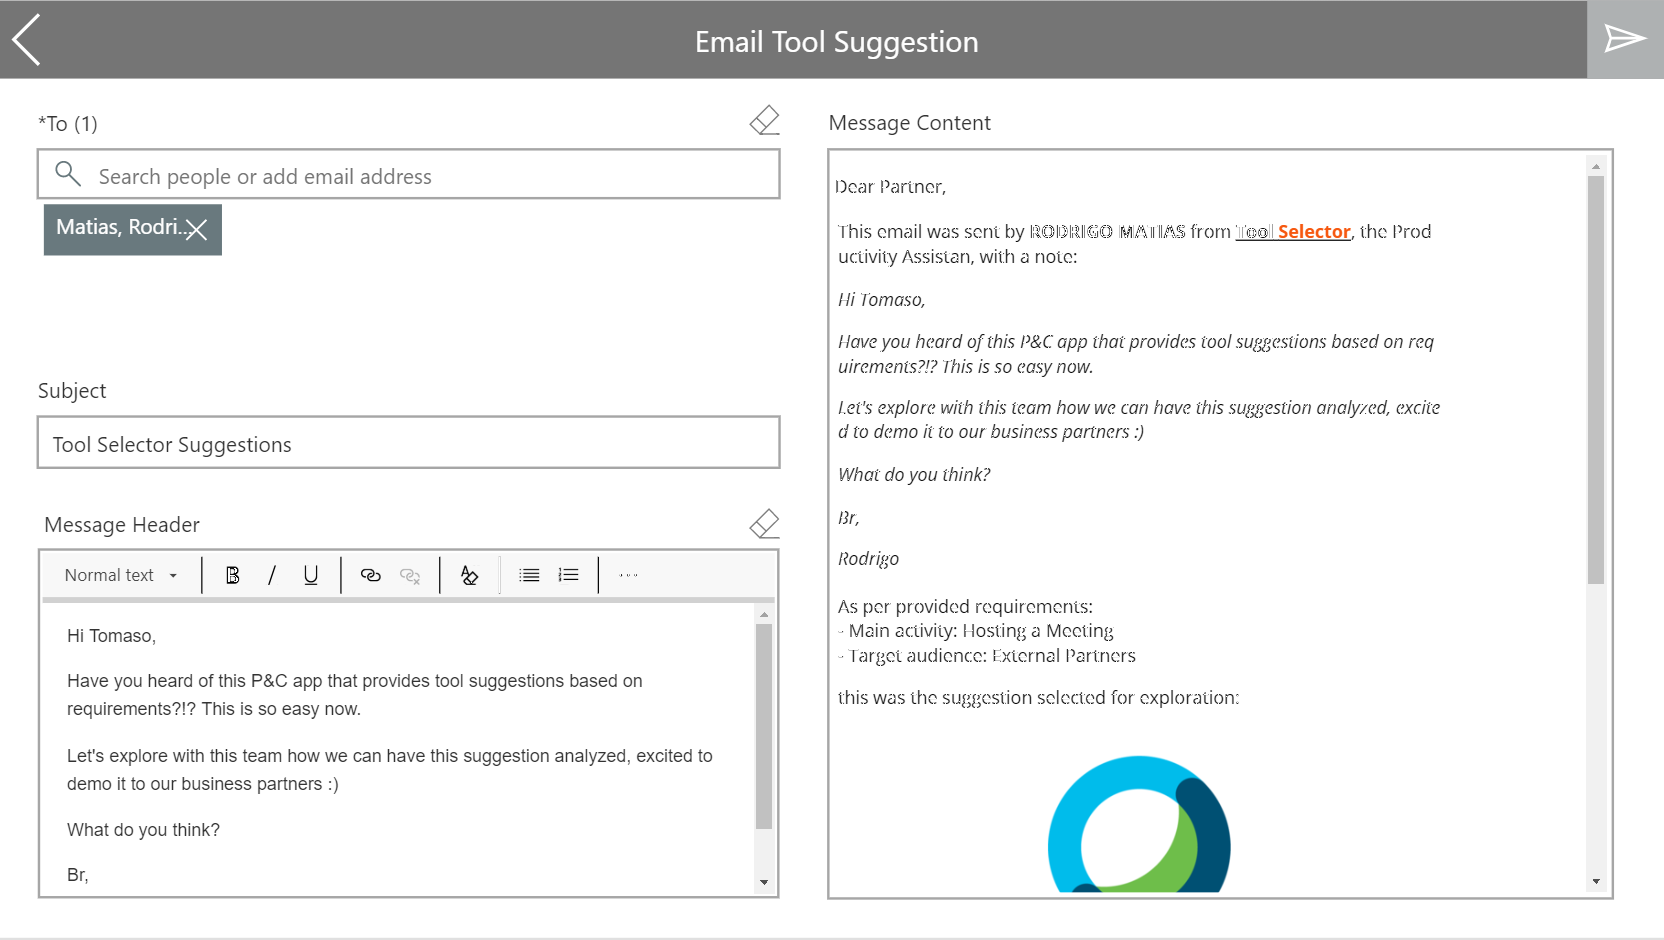 Email Tool Suggestion
*To (1)
Search people or add email address
Matias, Rodri...
Subject
Tool Selector Suggestions
Message Header
Normal text
B / U
Hi Tomaso,
Have you heard of this P&C app that provides tool suggestions based on
requirements?!? This is so easy now.
Let's explore with this team how we can have this suggestion analyzed, excited to
demo it to our business partners :)
What do you think?
Br,
Message Content
Dear Partner,
This email was sent by RODRIGO MATIAS from Tool Selector, the Prod
uctivity Assistan, with a note:
Hi Tomaso,
Have you heard of this P&C app that provides tool suggestions based on req
uirements?!? This is so easy now.
Let's explore with this team how we can have this suggestion analyzed, excite
d to demo it to our business partners :)
What do you think?
Br,
Rodrigo
As per provided requirements:
- Main activity: Hosting a Meeting
- Target audience: External Partners
this was the suggestion selected for exploration: